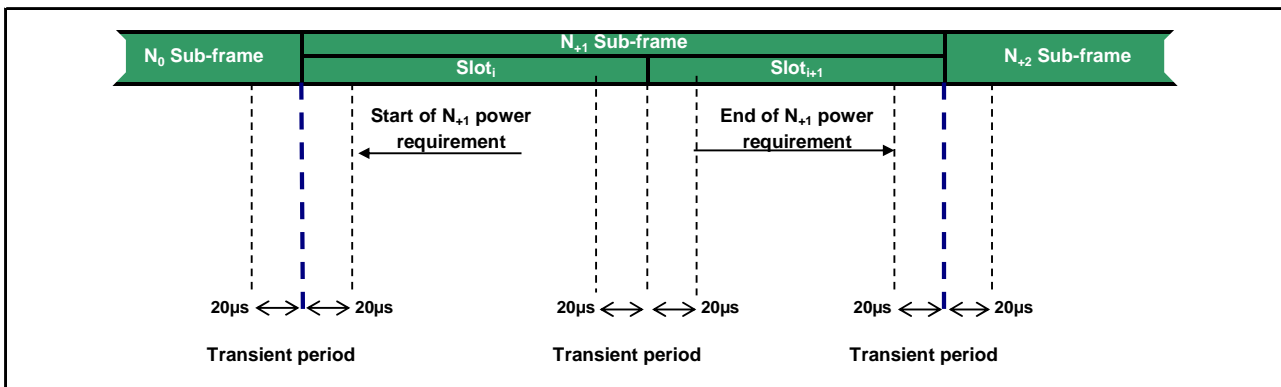 N+1 Sub-frame
N0 Sub-frame
N+2 Sub-frame
Sloti
Sloti+1
Start of N+1 power
requirement
End of N+1 power
requirement
20µs
20µs
20µs
20µs
20µs
20µs
Transient period
Transient period
Transient period